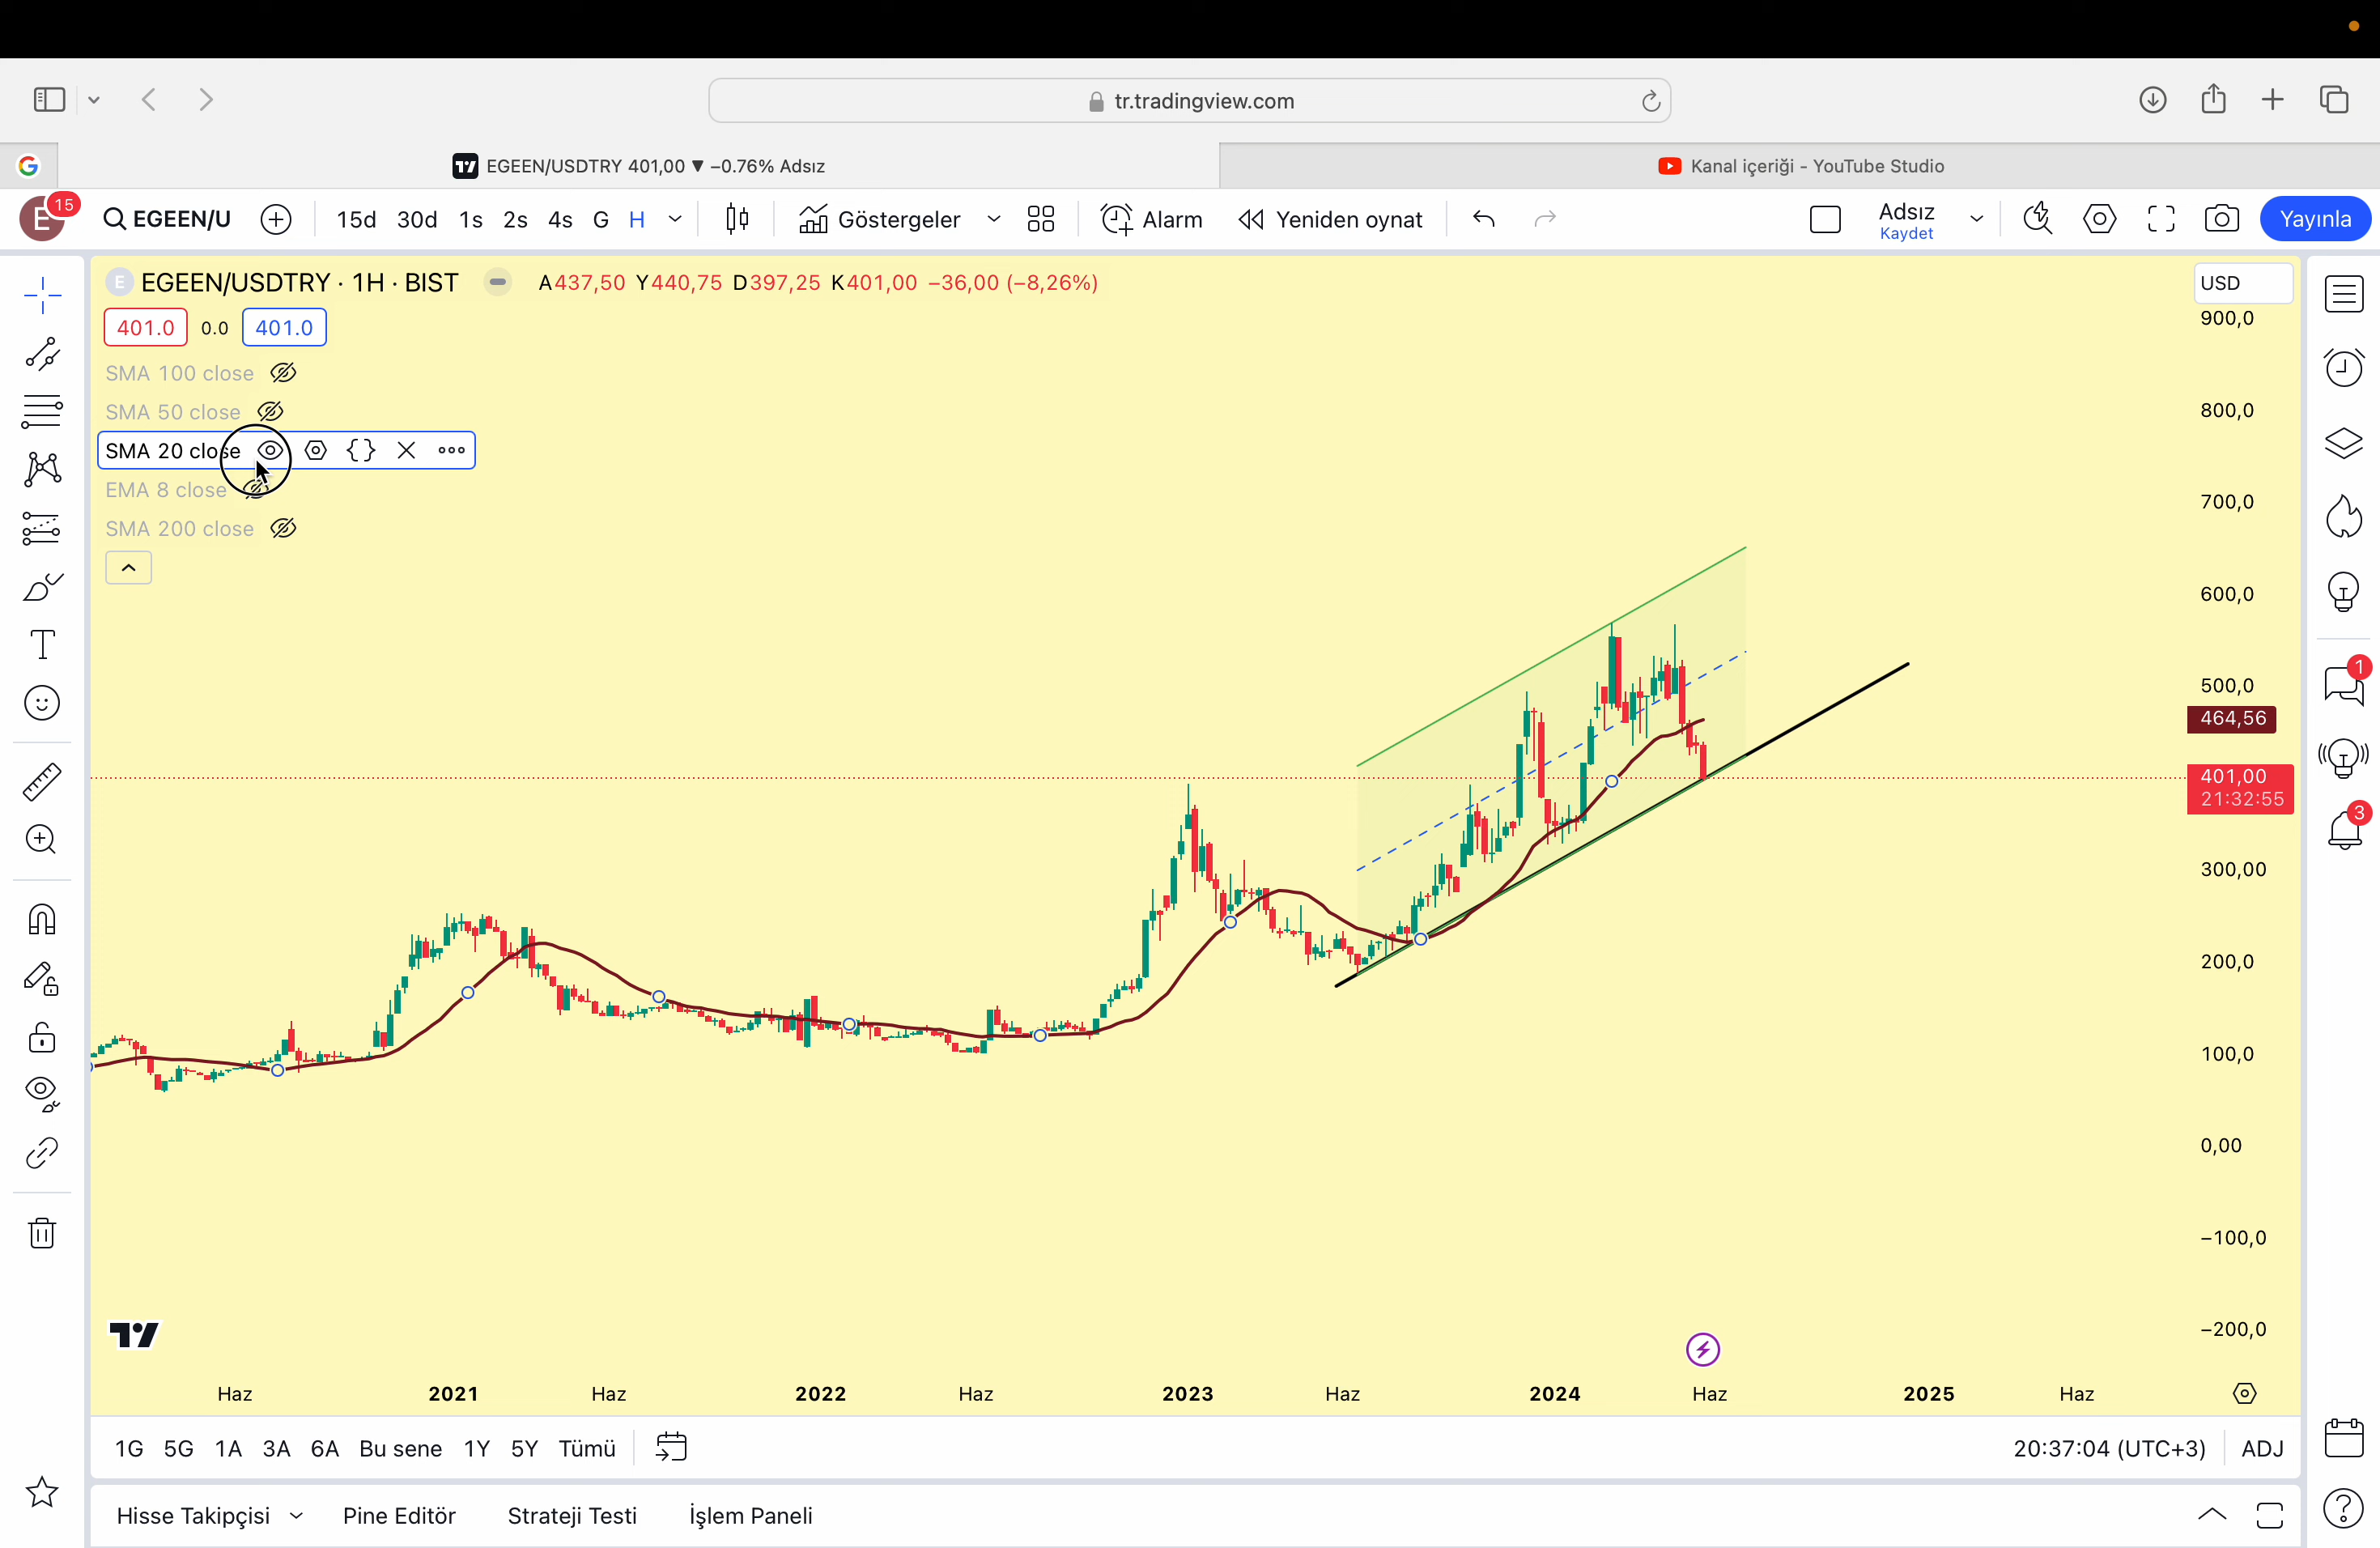 tr.tradingview.com
EGEEN/USDTRY 401,00 ▼ −0.76% Adsız
Kanal içeriği - YouTube Studio
E 15
EGEEN/U
15d 30d 1s 2s 4s G H
Göstergeler
Alarm
Yeniden oynat
Adsız
Kaydet
Yayınla
E EGEEN/USDTRY · 1H · BIST A437,50 Y440,75 D397,25 K401,00 −36,00 (−8,26%)
USD
401.0 0.0 401.0
SMA 100 close
SMA 50 close
SMA 20 close
EMA 8 close
SMA 200 close
900,0
800,0
700,0
600,0
500,0
464,56
401,00
21:32:55
300,00
200,0
100,0
0,00
−100,0
−200,0
1
3
Haz 2021 Haz 2022 Haz 2023 Haz 2024 Haz 2025 Haz
1G 5G 1A 3A 6A Bu sene 1Y 5Y Tümü
20:37:04 (UTC+3) ADJ
Hisse Takipçisi Pine Editör Strateji Testi İşlem Paneli